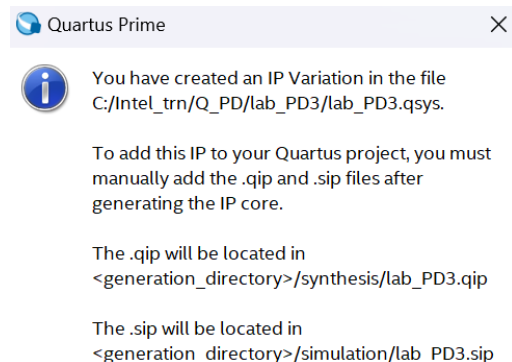 Quartus Prime
You have created an IP Variation in the file
C:/Intel_trn/Q_PD/lab_PD3/lab_PD3.qsys.
To add this IP to your Quartus project, you must
manually add the .qip and .sip files after
generating the IP core.
The .qip will be located in
<generation_directory>/synthesis/lab_PD3.qip
The .sip will be located in
<generation_directory>/simulation/lab_PD3.sip